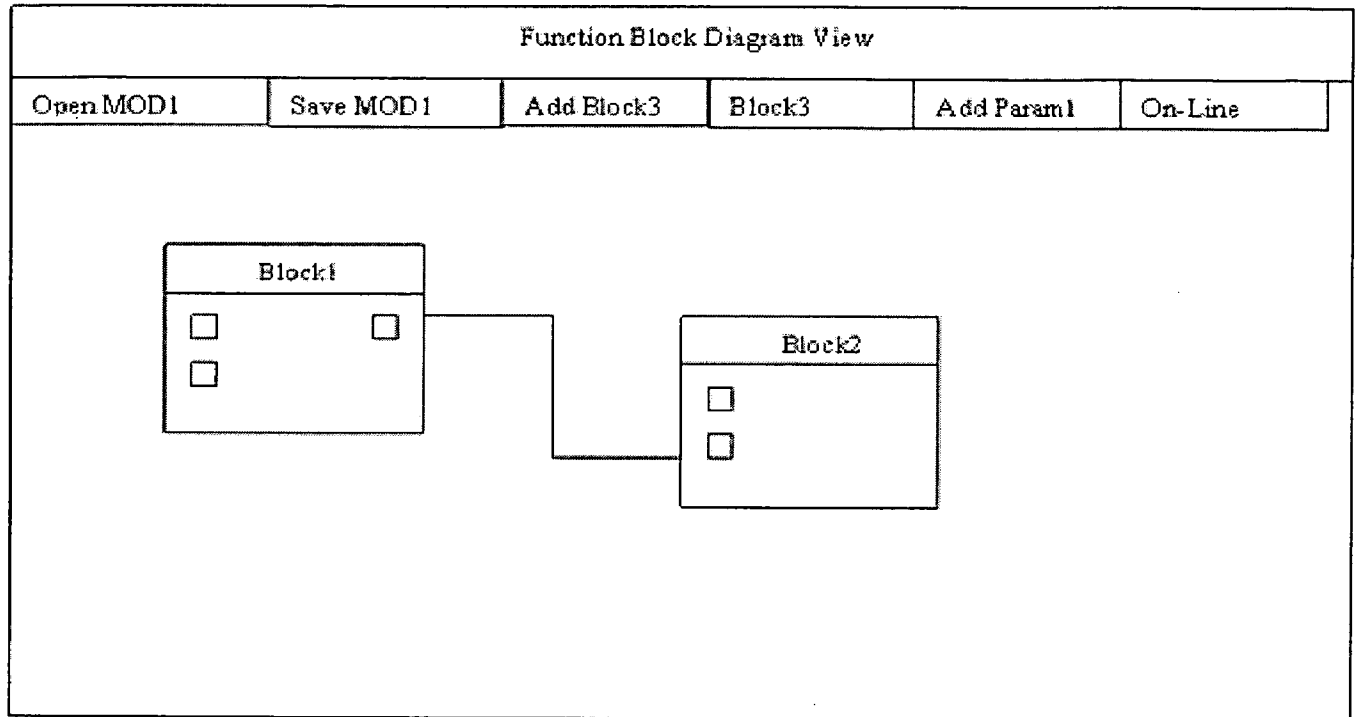 Function Block Diagram View
Open MOD1 Save MOD1 Add Block3 Block3 Add Param1 On-Line
Block1
Block2